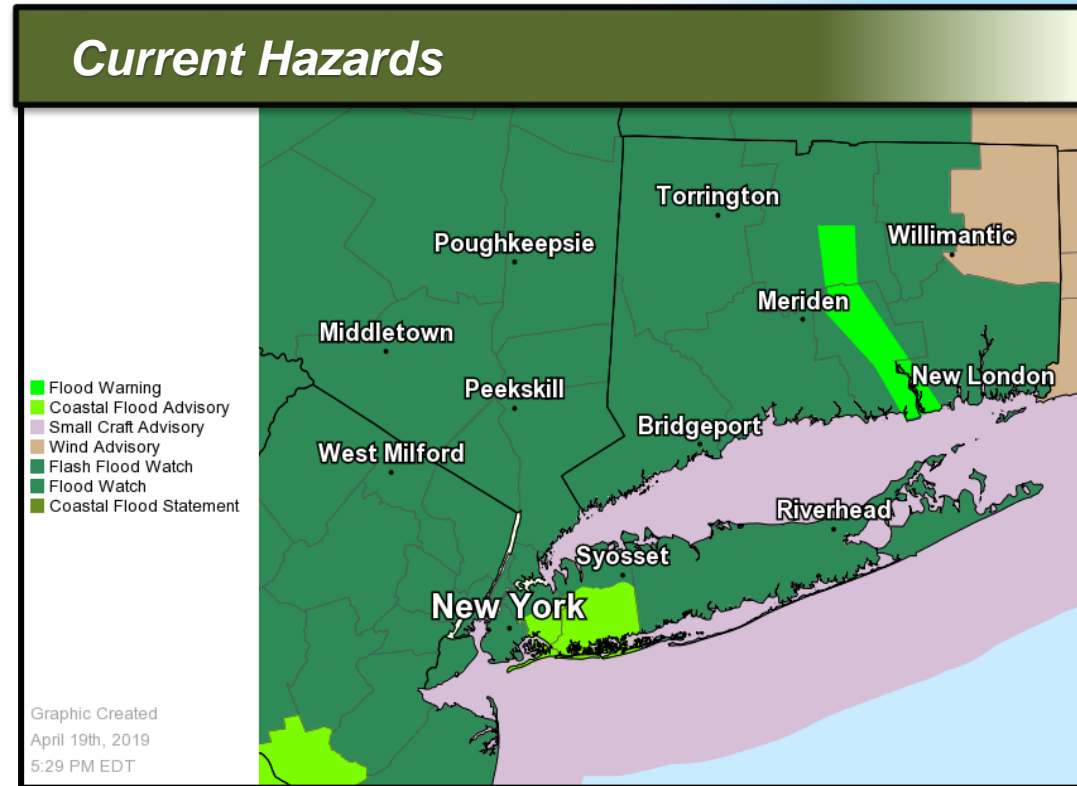 Current Hazards
Torrington
Willimantic
Poughkeepsie
Meriden
Middletown
New London
Peekskill
Bridgeport
West Milford
Riverhead
Syosset
New York
Flood Warning
Coastal Flood Advisory
Small Craft Advisory
Wind Advisory
Flash Flood Watch
Flood Watch
Coastal Flood Statement
Graphic Created
April 19th, 2019
5:29 PM EDT